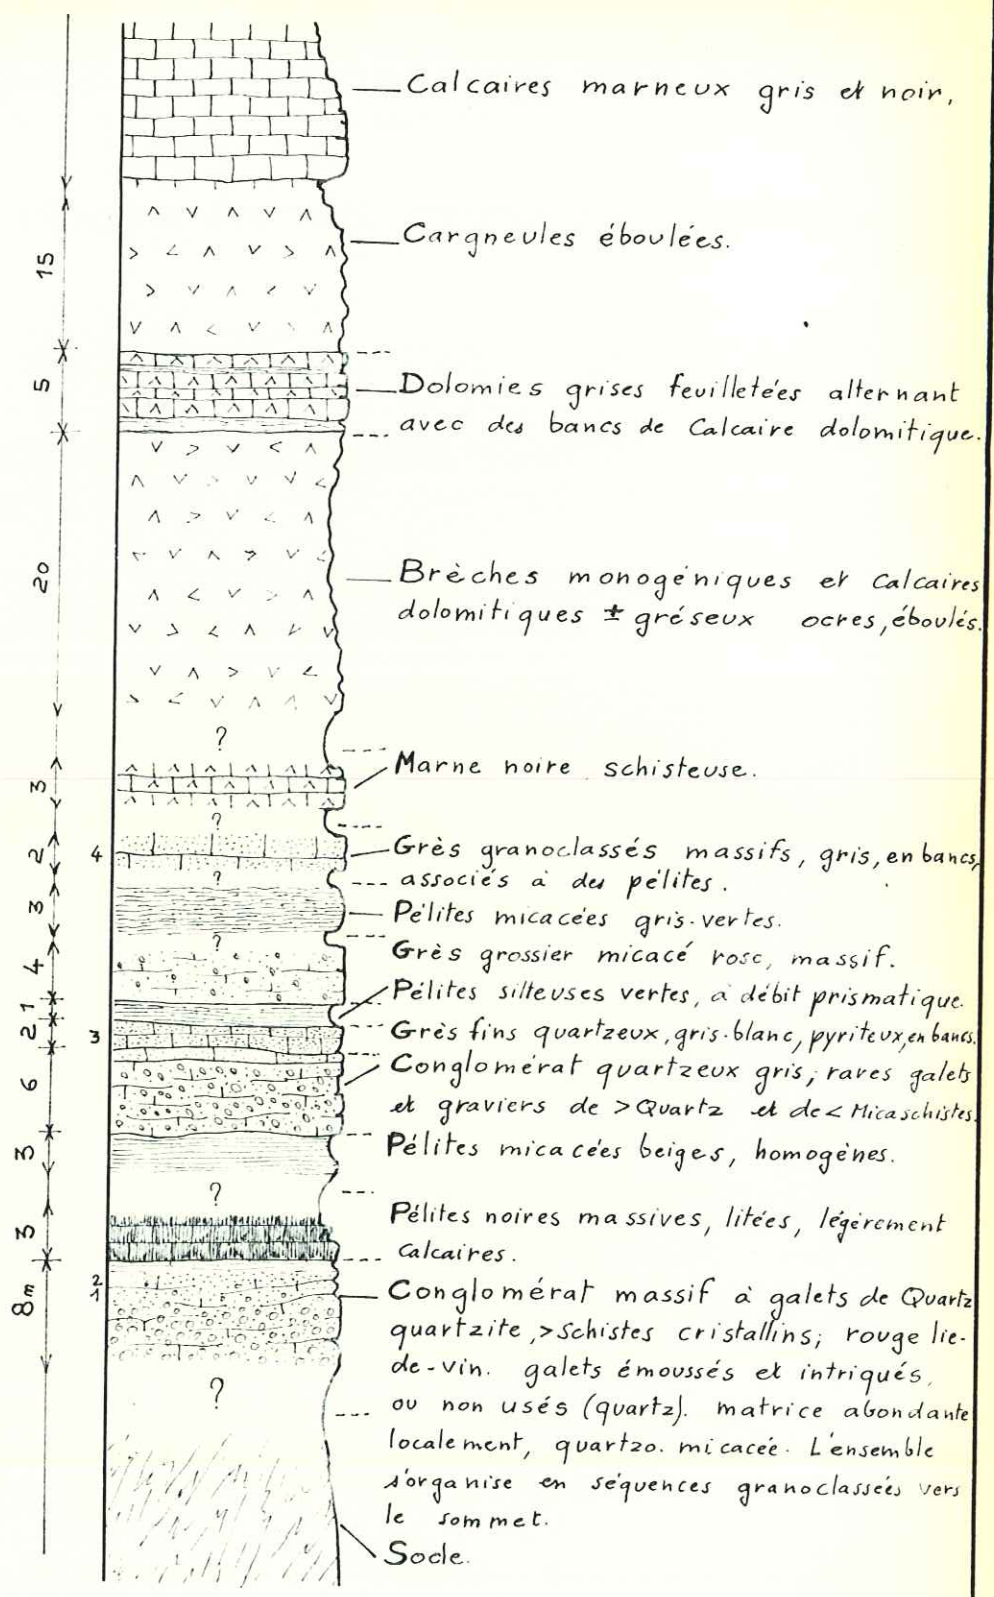 Calcaires marneux gris et noir,
15
Cargneules éboulées.
5
Dolomies grises feuilletées alternant
avec des bancs de Calcaire dolomitique.
20
Brèches monogéniques et Calcaires
dolomitiques ± gréseux ocres, éboulés.
?
3
Marne noire schisteuse.
?
2
4
Grès granoclassés massifs, gris, en bancs,
associés à des pélites.
?
3
Pélites micacées gris-vertes.
?
4
Grès grossier micacé rose, massif.
1
Pélites silteuses vertes, à débit prismatique.
2
3
Grès fins quartzeux, gris-blanc, pyriteux, en bancs.
6
Conglomérat quartzeux gris; rares galets
et graviers de > Quartz et de < Micaschistes.
3
Pélites micacées beiges, homogènes.
?
3
Pélites noires massives, litées, légèrement
Calcaires.
2
1
8m
Conglomérat massif à galets de Quartz
quartzite, > Schistes cristallins; rouge lie-
de-vin. galets émoussés et intriqués,
?
ou non usés (quartz). matrice abondante
localement, quartzo. micacée. L'ensemble
s'organise en séquences granoclassées vers
le sommet.
Socle.